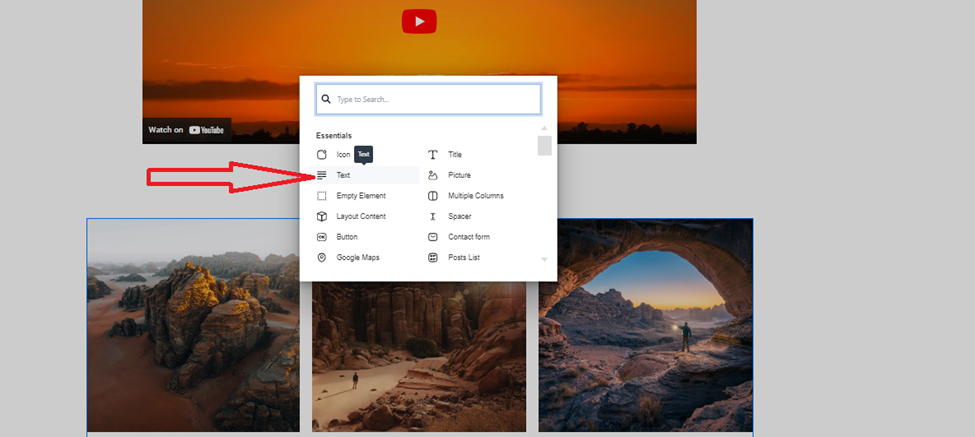 Watch on YouTube
Type to Search...
Essentials
Icon Text Title
Text Picture
Empty Element Multiple Columns
Layout Content Spacer
Button Contact form
Google Maps Posts List